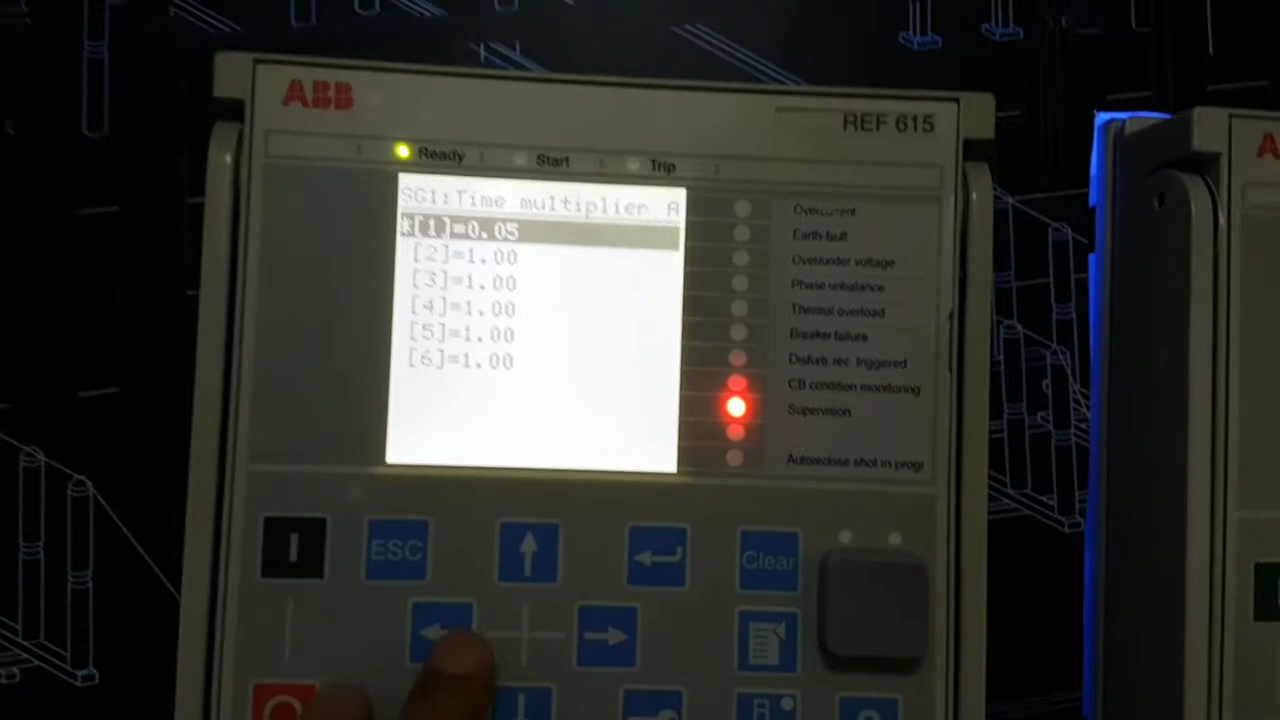 ABB
REF 615
Ready
Start
Trip
SG1:Time multiplier A
*[1]=0.05
[2]=1.00
[3]=1.00
[4]=1.00
[5]=1.00
[6]=1.00
Overcurrent
Earth-fault
Over/under voltage
Phase unbalance
Thermal overload
Breaker failure
Disturb. rec. triggered
CB condition monitoring
Supervision
Autoreclose shot in progr
I
ESC
Clear
R
A